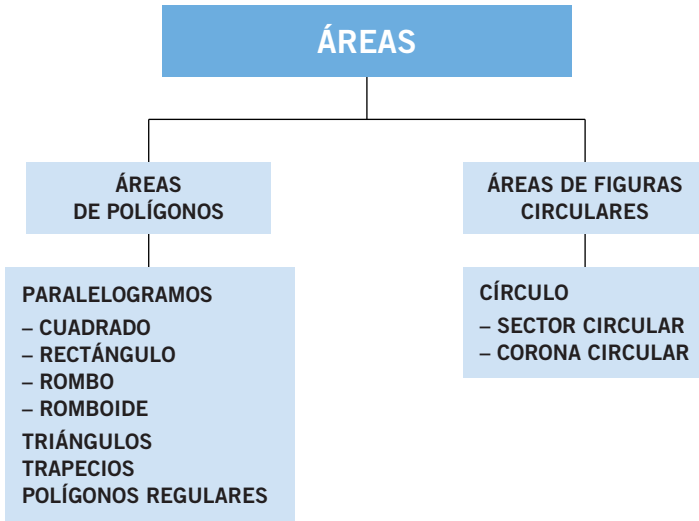 ÁREAS
ÁREAS
DE POLÍGONOS
PARALELOGRAMOS
– CUADRADO
– RECTÁNGULO
– ROMBO
– ROMBOIDE
TRIÁNGULOS
TRAPECIOS
POLÍGONOS REGULARES
ÁREAS DE FIGURAS
CIRCULARES
CÍRCULO
– SECTOR CIRCULAR
– CORONA CIRCULAR